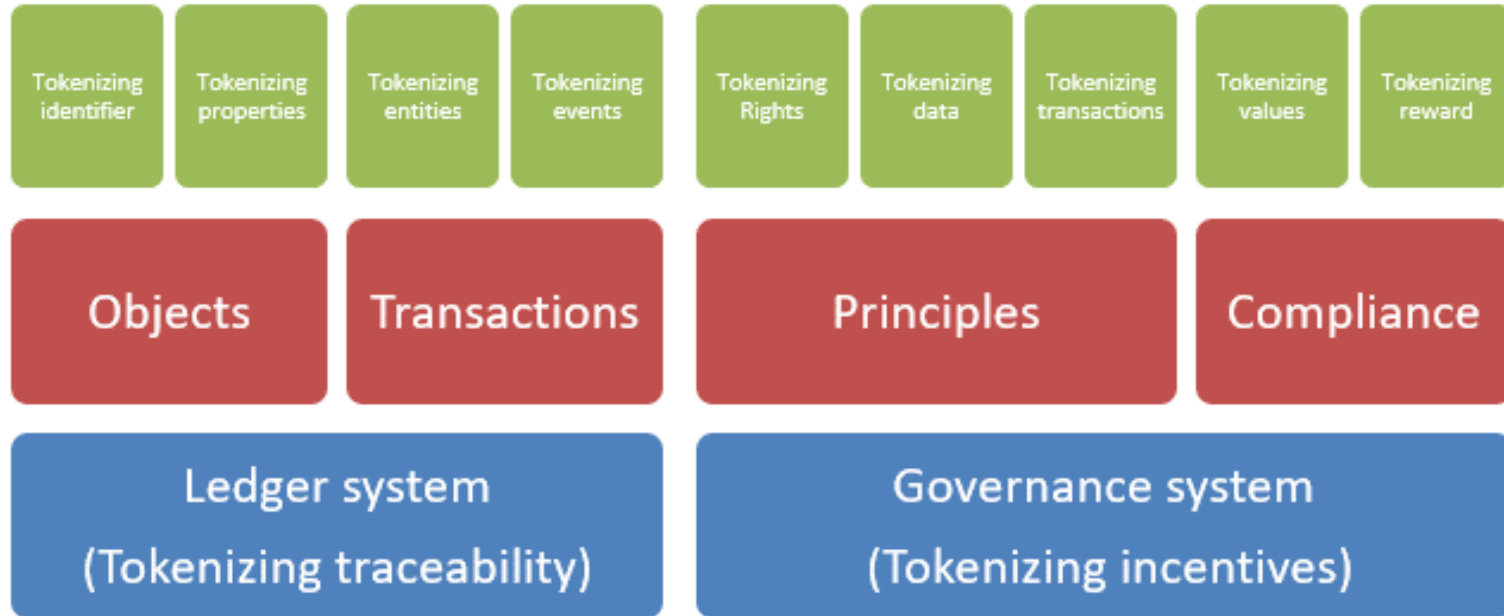 Tokenizing
identifier
Tokenizing
properties
Tokenizing
entities
Tokenizing
events
Tokenizing
Rights
Tokenizing
data
Tokenizing
transactions
Tokenizing
values
Tokenizing
reward
Objects
Transactions
Principles
Compliance
Ledger system
(Tokenizing traceability)
Governance system
(Tokenizing incentives)